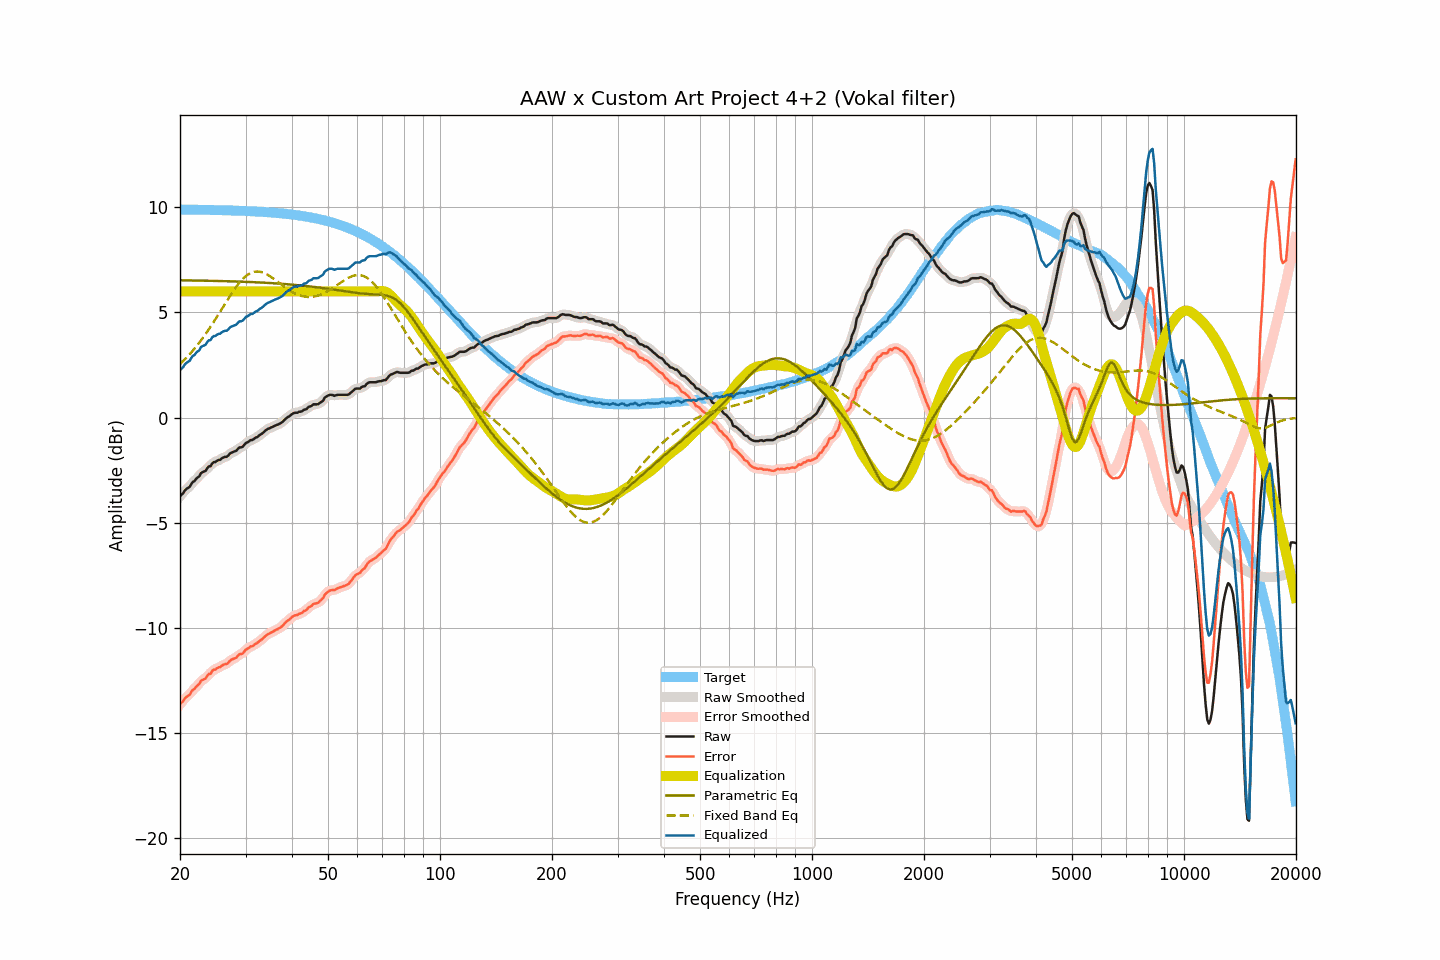 AAW x Custom Art Project 4+2 (Vokal filter)
Amplitude (dBr)
10
5
0
−5
−10
−15
−20
Target
Raw Smoothed
Error Smoothed
Raw
Error
Equalization
Parametric Eq
Fixed Band Eq
Equalized
20 50 100 200 500 1000 2000 5000 10000 20000
Frequency (Hz)